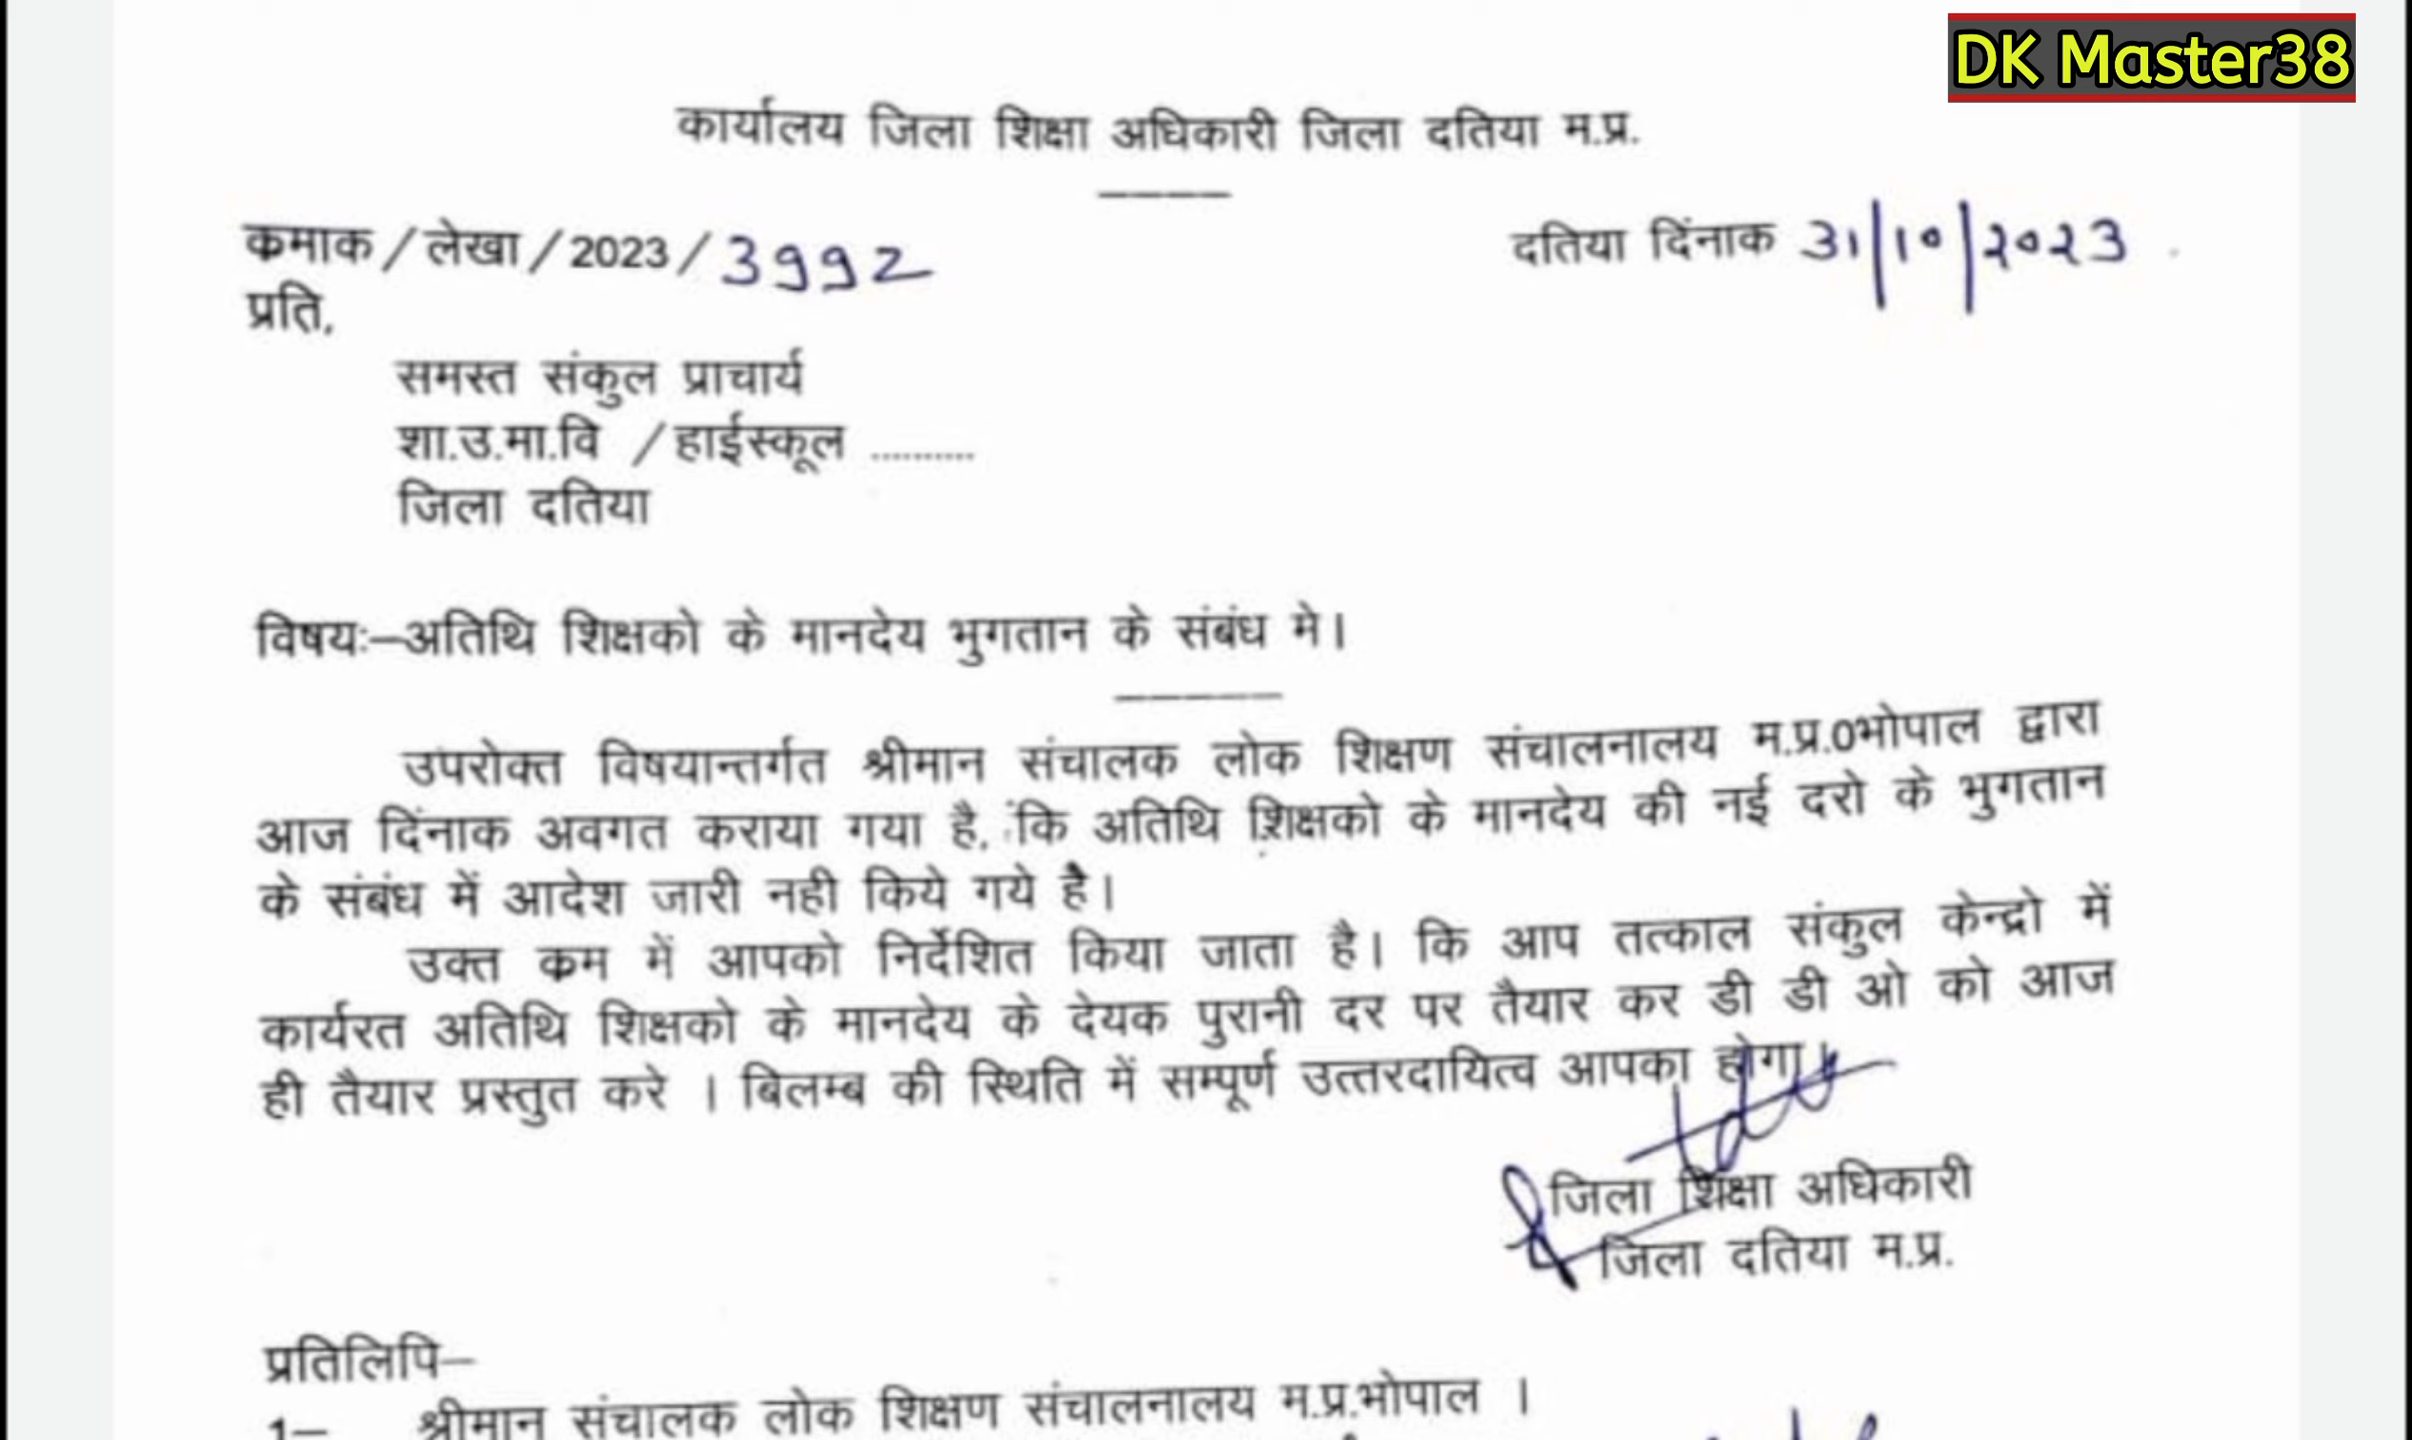 DK Master38
कार्यालय जिला शिक्षा अधिकारी जिला दतिया म.प्र.
कमाक/लेखा/2023/3992
दतिया दिंनाक 31/10/2023
प्रति,
समस्त संकुल प्राचार्य
शा.उ.मा.वि /हाईस्कूल ..........
जिला दतिया
विषयः–अतिथि शिक्षको के मानदेय भुगतान के संबंध मे।
उपरोक्त विषयान्तर्गत श्रीमान संचालक लोक शिक्षण संचालनालय म.प्र.0भोपाल द्वारा
आज दिंनाक अवगत कराया गया है, कि अतिथि शिक्षको के मानदेय की नई दरो के भुगतान
के संबंध में आदेश जारी नही किये गये है।
उक्त कम में आपको निर्देशित किया जाता है। कि आप तत्काल संकुल केन्द्रो में
कार्यरत अतिथि शिक्षको के मानदेय के देयक पुरानी दर पर तैयार कर डी डी ओ को आज
ही तैयार प्रस्तुत करे । बिलम्ब की स्थिति में सम्पूर्ण उत्तरदायित्व आपका होगा।
जिला शिक्षा अधिकारी
जिला दतिया म.प्र.
प्रतिलिपि–
1– श्रीमान संचालक लोक शिक्षण संचालनालय म.प्र.भोपाल ।